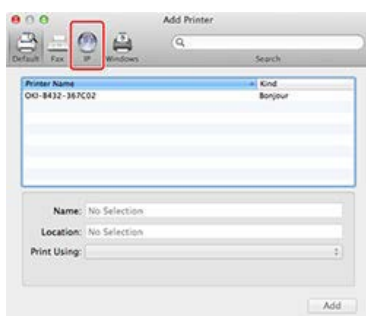 Add Printer
Default Fax IP Windows Search
Printer Name Kind
OKI-B432-367C02 Bonjour
Name: No Selection
Location: No Selection
Print Using:
Add